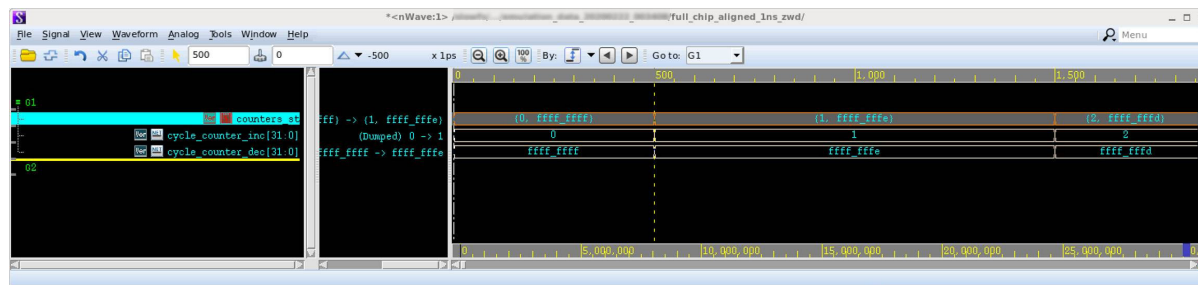 *<nWave:1> /full_chip_aligned_1ns_zwd/
File Signal View Waveform Analog Tools Window Help Menu
500 0 -500 x 1ps 100 % By: Go to: G1
0 500 1,000 1,500
G1
counters_st fff) -> (1, ffff_fffe) (0, ffff_ffff) (1, ffff_fffe) (2, ffff_fffd)
cycle_counter_inc[31:0] (Dumped) 0 -> 1 0 1 2
cycle_counter_dec[31:0] ffff_ffff -> ffff_fffe ffff_ffff ffff_fffe ffff_fffd
G2
0 5,000,000 10,000,000 15,000,000 20,000,000 25,000,000